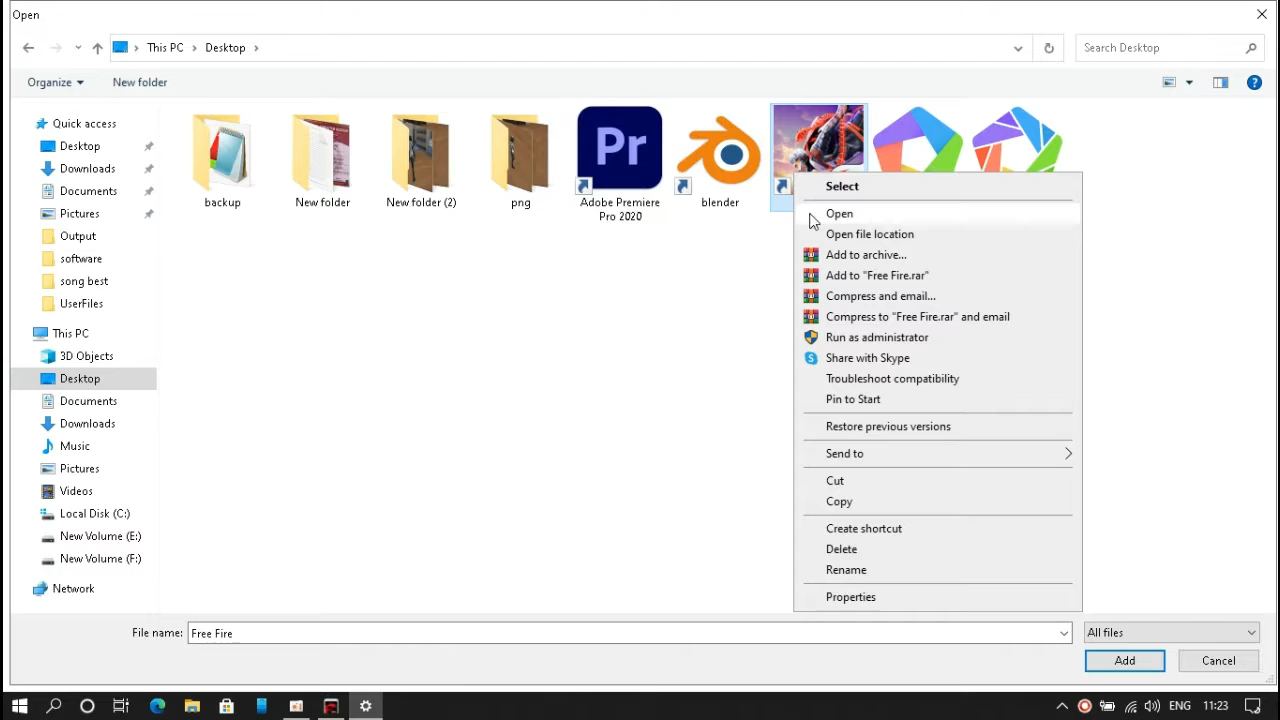 Open
This PC
Desktop
Search Desktop
Organize
New folder
Quick access
Desktop
Downloads
Documents
Pictures
Output
software
song best
UserFiles
This PC
3D Objects
Desktop
Documents
Downloads
Music
Pictures
Videos
Local Disk (C:)
New Volume (E:)
New Volume (F:)
Network
backup
New folder
New folder (2)
png
Pr
Adobe Premiere
Pro 2020
blender
Select
Open
Open file location
Add to archive...
Add to "Free Fire.rar"
Compress and email...
Compress to "Free Fire.rar" and email
Run as administrator
Share with Skype
Troubleshoot compatibility
Pin to Start
Restore previous versions
Send to
Cut
Copy
Create shortcut
Delete
Rename
Properties
File name:
Free Fire
All files
Add
Cancel
ENG
11:23